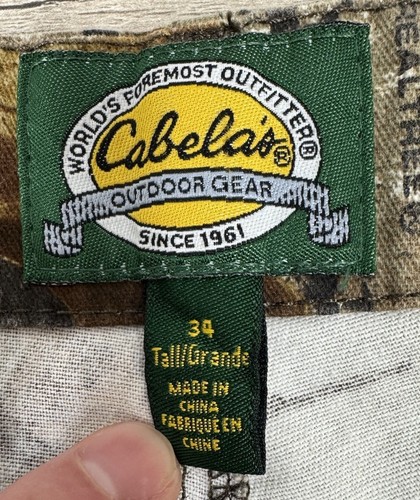 WORLD'S FOREMOST OUTFITTER®
Cabela's®
OUTDOOR GEAR
SINCE 1961
34
Tall/Grande
MADE IN
CHINA
FABRIQUÉ EN
CHINE